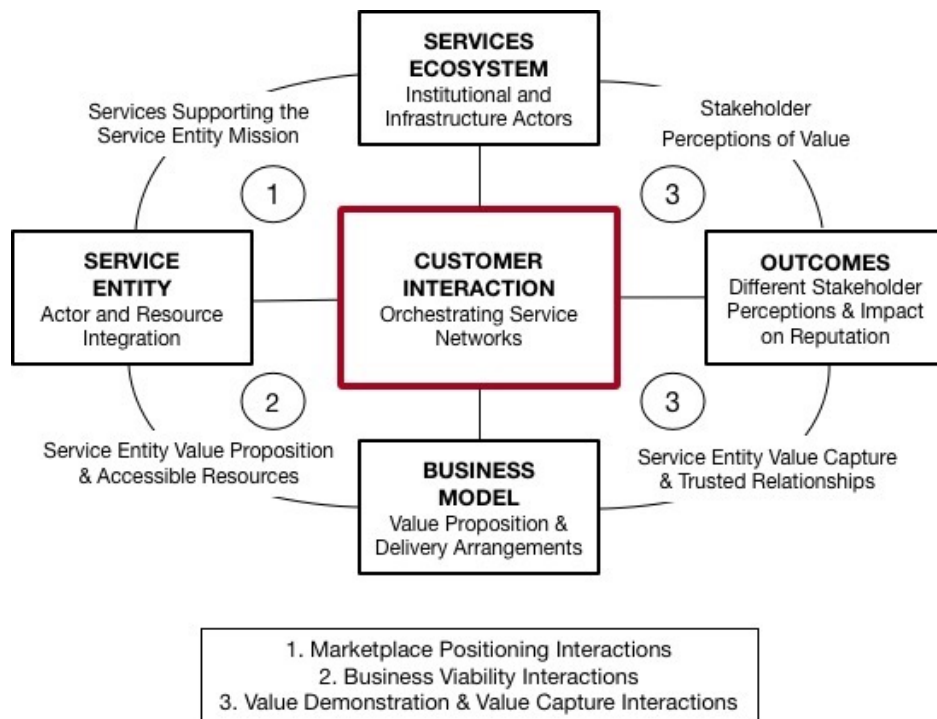 SERVICES
ECOSYSTEM
Institutional and
Infrastructure Actors
Services Supporting the
Service Entity Mission
Stakeholder
Perceptions of Value
1
3
SERVICE
ENTITY
Actor and Resource
Integration
CUSTOMER
INTERACTION
Orchestrating Service
Networks
OUTCOMES
Different Stakeholder
Perceptions & Impact
on Reputation
2
3
Service Entity Value Proposition
& Accessible Resources
BUSINESS
MODEL
Value Proposition &
Delivery Arrangements
Service Entity Value Capture
& Trusted Relationships
1. Marketplace Positioning Interactions
2. Business Viability Interactions
3. Value Demonstration & Value Capture Interactions